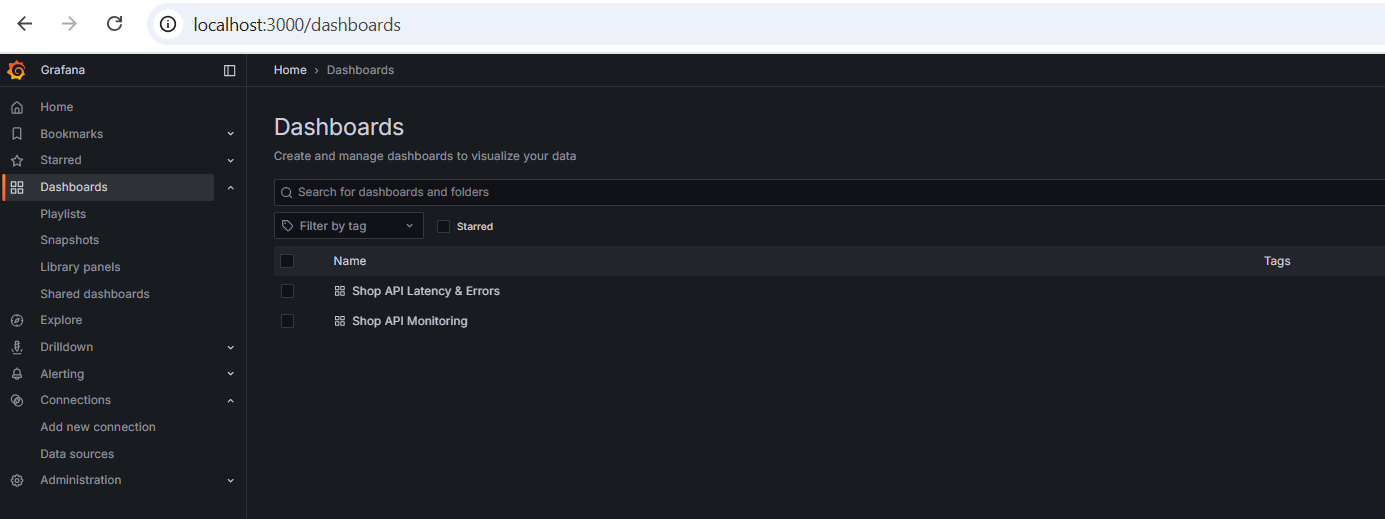 localhost:3000/dashboards
Grafana
Home › Dashboards
Home
Bookmarks
Starred
Dashboards
Playlists
Snapshots
Library panels
Shared dashboards
Explore
Drilldown
Alerting
Connections
Add new connection
Data sources
Administration
Dashboards
Create and manage dashboards to visualize your data
Search for dashboards and folders
Filter by tag Starred
Name Tags
Shop API Latency & Errors
Shop API Monitoring